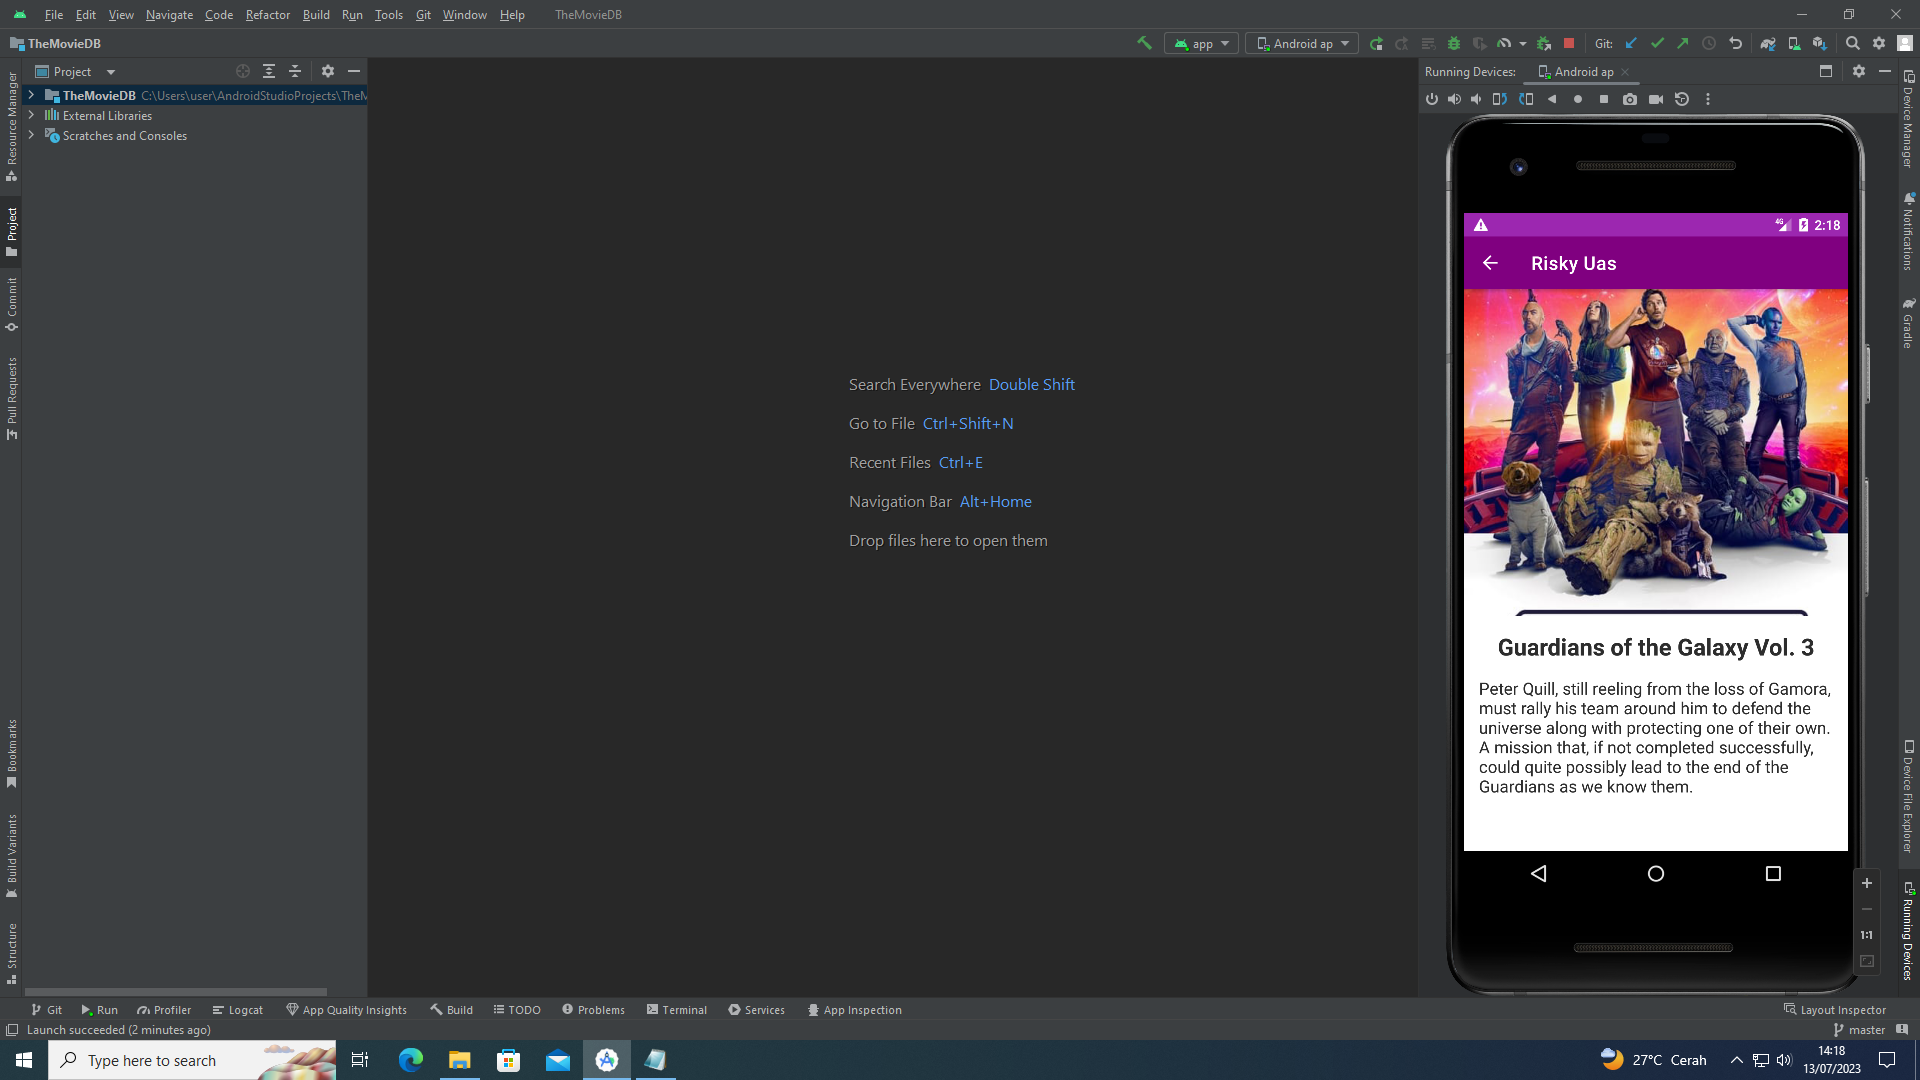 File Edit View Navigate Code Refactor Build Run Tools Git Window Help TheMovieDB
TheMovieDB
app
Android ap
Git:
Project
TheMovieDB C:\Users\user\AndroidStudioProjects\TheM
External Libraries
Scratches and Consoles
Resource Manager
Project
Commit
Pull Requests
Bookmarks
Build Variants
Structure
Search Everywhere Double Shift
Go to File Ctrl+Shift+N
Recent Files Ctrl+E
Navigation Bar Alt+Home
Drop files here to open them
Running Devices: Android ap
4G 2:18
Risky Uas
Guardians of the Galaxy Vol. 3
Peter Quill, still reeling from the loss of Gamora,
must rally his team around him to defend the
universe along with protecting one of their own.
A mission that, if not completed successfully,
could quite possibly lead to the end of the
Guardians as we know them.
1:1
Device Manager
Notifications
Gradle
Device File Explorer
Running Devices
Git Run Profiler Logcat App Quality Insights Build TODO Problems Terminal Services App Inspection Layout Inspector
Launch succeeded (2 minutes ago) master
Type here to search
27°C Cerah
14:18
13/07/2023